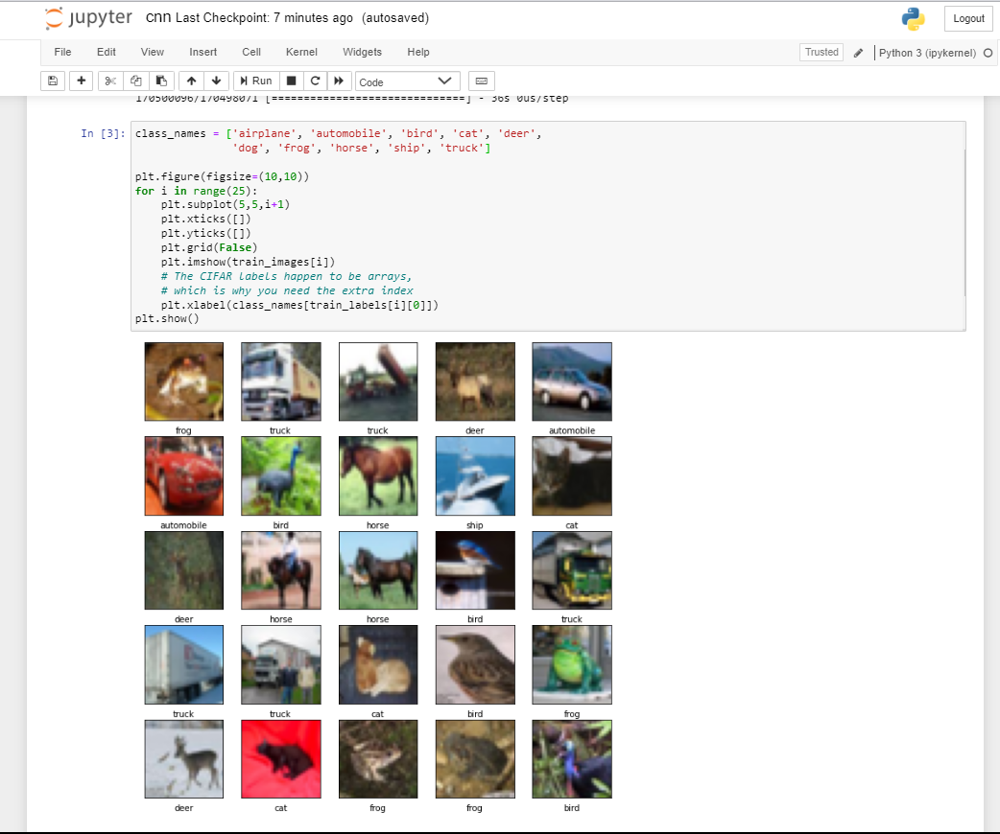 jupyter cnn Last Checkpoint: 7 minutes ago (autosaved) Logout
File Edit View Insert Cell Kernel Widgets Help Trusted Python 3 (ipykernel)
Run Code
170500096/170498071 [==============================] - 36s 0us/step
In [3]: class_names = ['airplane', 'automobile', 'bird', 'cat', 'deer',
               'dog', 'frog', 'horse', 'ship', 'truck']
plt.figure(figsize=(10,10))
for i in range(25):
    plt.subplot(5,5,i+1)
    plt.xticks([])
    plt.yticks([])
    plt.grid(False)
    plt.imshow(train_images[i])
    # The CIFAR labels happen to be arrays,
    # which is why you need the extra index
    plt.xlabel(class_names[train_labels[i][0]])
plt.show()
frog truck truck deer automobile
automobile bird horse ship cat
deer horse horse bird truck
truck truck cat bird frog
deer cat frog frog bird